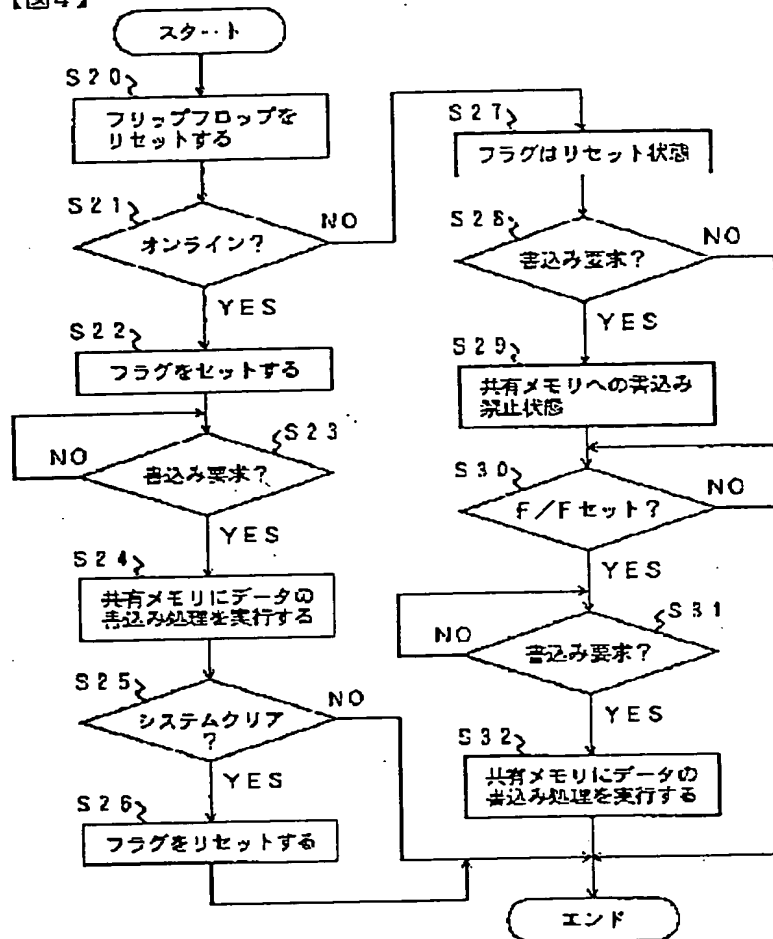 【図4】
スタート
S20
フリップフロップを
リセットする
S21
オンライン?
NO
YES
S22
フラグをセットする
S23
書込み要求?
NO
YES
S24
共有メモリにデータの
書込み処理を実行する
S25
システムクリア
?
NO
YES
S26
フラグをリセットする
S27
フラグはリセット状態
S28
書込み要求?
NO
YES
S29
共有メモリへの書込み
禁止状態
S30
F/Fセット?
NO
YES
S31
書込み要求?
NO
YES
S32
共有メモリにデータの
書込み処理を実行する
エンド